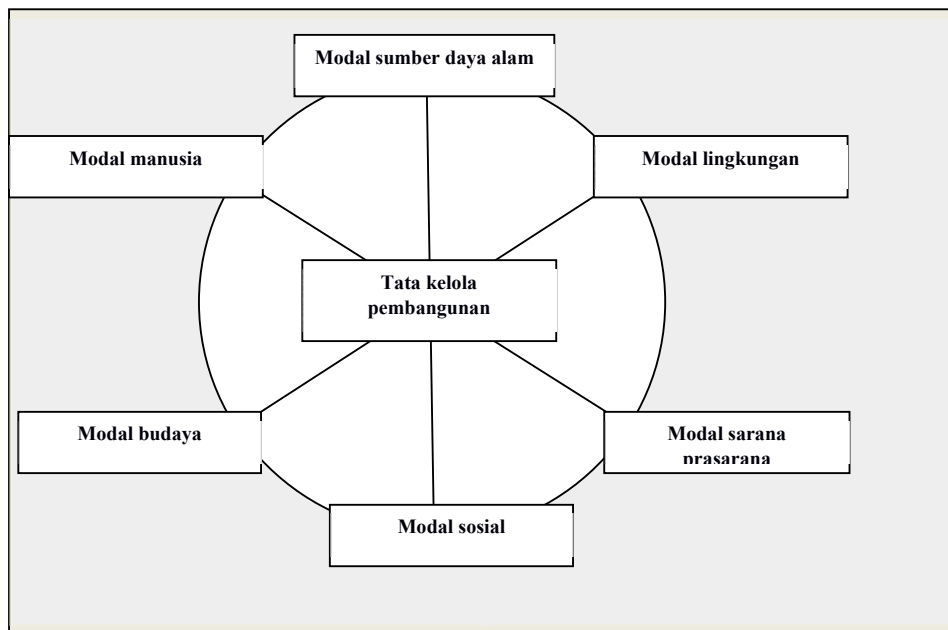 Modal sumber daya alam
Modal manusia
Modal lingkungan
Tata kelola
pembangunan
Modal budaya
Modal sarana
prasarana
Modal sosial